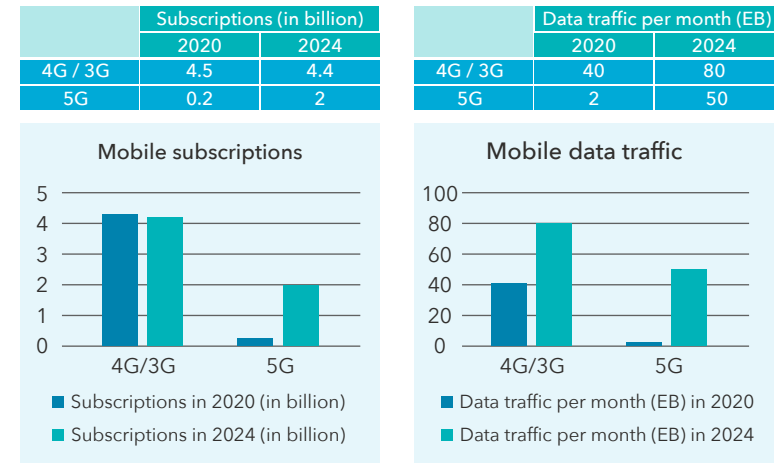 Subscriptions (in billion)
2020 2024
4G / 3G 4.5 4.4
5G 0.2 2
Data traffic per month (EB)
2020 2024
4G / 3G 40 80
5G 2 50
Mobile subscriptions
5
4
3
2
1
0
4G/3G 5G
Subscriptions in 2020 (in billion)
Subscriptions in 2024 (in billion)
Mobile data traffic
100
80
60
40
20
0
4G/3G 5G
Data traffic per month (EB) in 2020
Data traffic per month (EB) in 2024